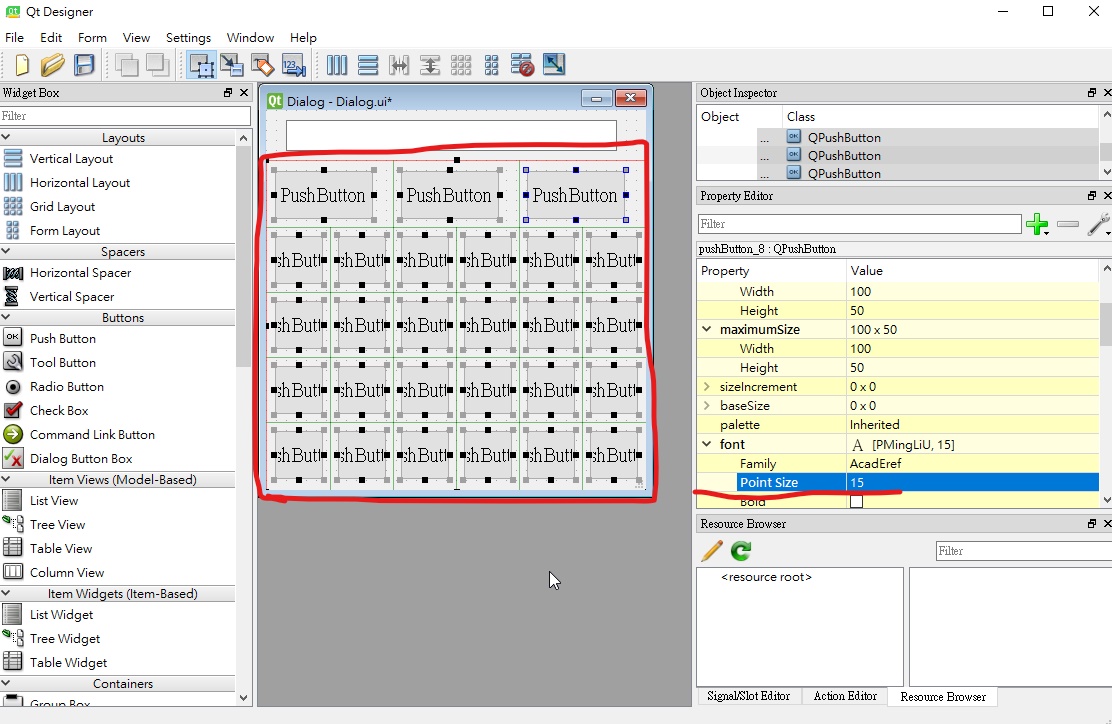 Qt Designer
File Edit Form View Settings Window Help
Widget Box
Filter
Layouts
Vertical Layout
Horizontal Layout
Grid Layout
Form Layout
Spacers
Horizontal Spacer
Vertical Spacer
Buttons
Push Button
Tool Button
Radio Button
Check Box
Command Link Button
Dialog Button Box
Item Views (Model-Based)
List View
Tree View
Table View
Column View
Item Widgets (Item-Based)
List Widget
Tree Widget
Table Widget
Containers
Group Box
Dialog - Dialog.ui*
PushButton PushButton PushButton
shButt shButt shButt shButt shButt shButt
shButt shButt shButt shButt shButt shButt
shButt shButt shButt shButt shButt shButt
shButt shButt shButt shButt shButt shButt
Object Inspector
Object Class
... QPushButton
... QPushButton
... QPushButton
Property Editor
Filter
pushButton_8 : QPushButton
Property Value
Width 100
Height 50
maximumSize 100 x 50
Width 100
Height 50
sizeIncrement 0 x 0
baseSize 0 x 0
palette Inherited
font A [PMingLiU, 15]
Family AcadEref
Point Size 15
Bold
Resource Browser
Filter
<resource root>
Signal/Slot Editor Action Editor Resource Browser